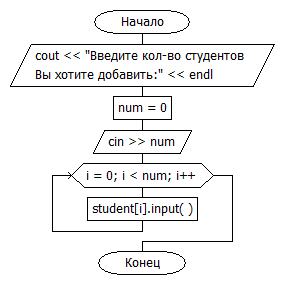 Начало
cout << "Введите кол-во студентов
Вы хотите добавить:" << endl
num = 0
cin >> num
i = 0; i < num; i++
student[i].input( )
Конец